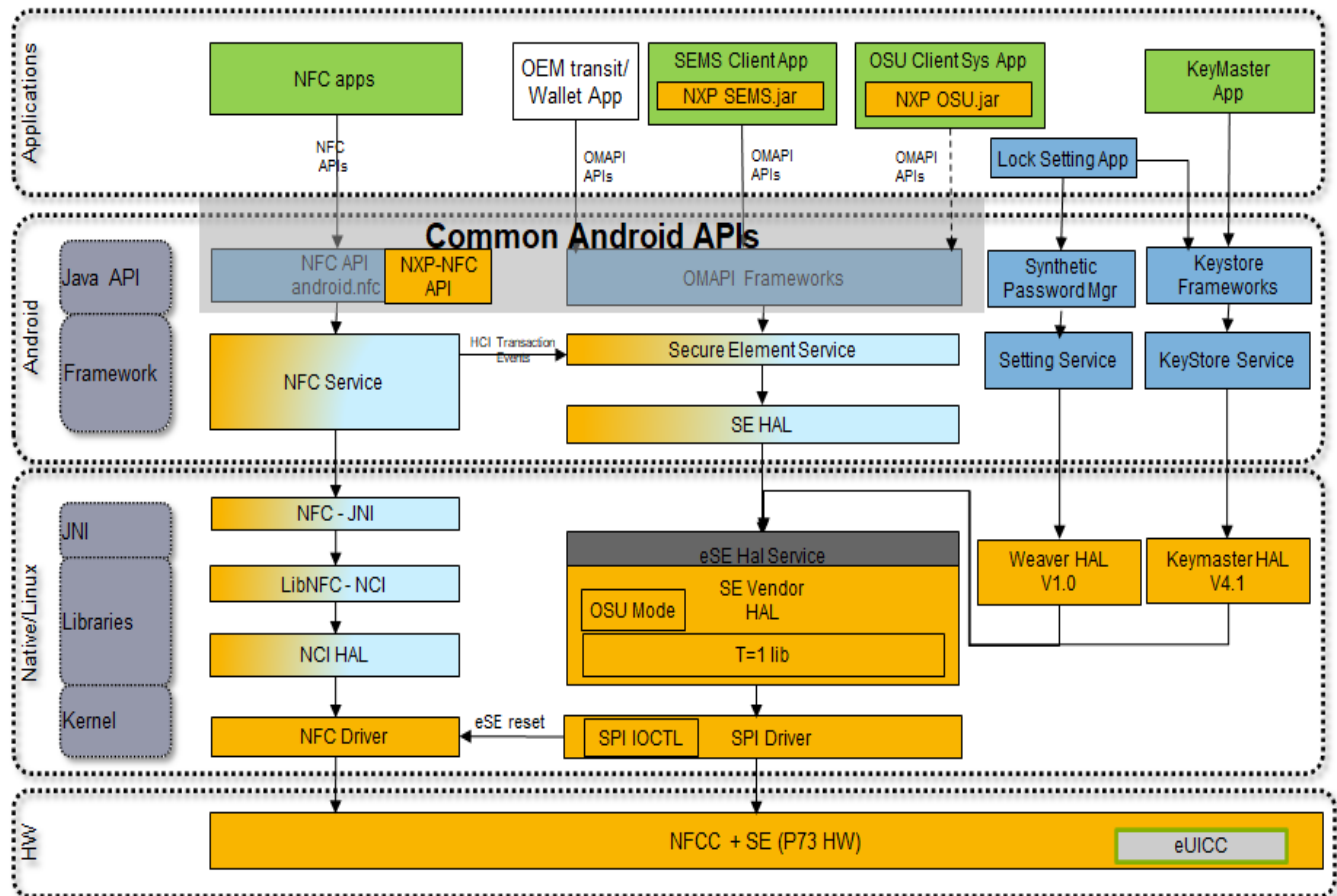 Applications
NFC apps
OEM transit/
Wallet App
SEMS Client App
NXP SEMS.jar
OSU Client Sys App
NXP OSU.jar
KeyMaster
App
NFC
APIs
OMAPI
APIs
OMAPI
APIs
OMAPI
APIs
Lock Setting App
Android
Common Android APIs
Java API
NFC API
android.nfc
NXP-NFC
API
OMAPI Frameworks
Synthetic
Password Mgr
Keystore
Frameworks
Framework
NFC Service
HCI Transaction
Events
Secure Element Service
Setting Service
KeyStore Service
SE HAL
Native/Linux
JNI
NFC - JNI
eSE Hal Service
Weaver HAL
V1.0
Keymaster HAL
V4.1
Libraries
LibNFC - NCI
SE Vendor
HAL
OSU Mode
NCI HAL
T=1 lib
Kernel
NFC Driver
eSE reset
SPI IOCTL
SPI Driver
HW
NFCC + SE (P73 HW)
eUICC